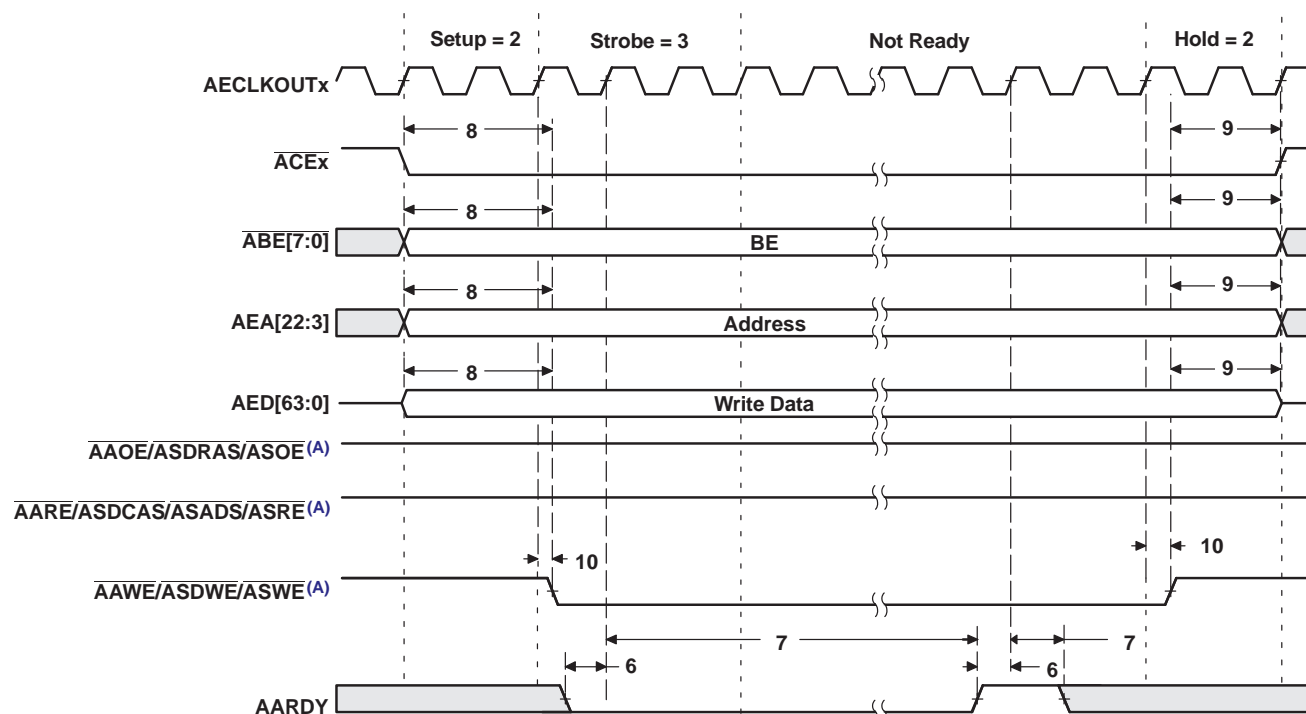 Setup = 2 Strobe = 3 Not Ready Hold = 2
AECLKOUTx
8 9
ACEx
8 9
ABE[7:0] BE
8 9
AEA[22:3] Address
8 9
AED[63:0] Write Data
AAOE/ASDRAS/ASOE(A)
AARE/ASDCAS/ASADS/ASRE(A)
10 10
AAWE/ASDWE/ASWE(A)
7 7
6 6
AARDY